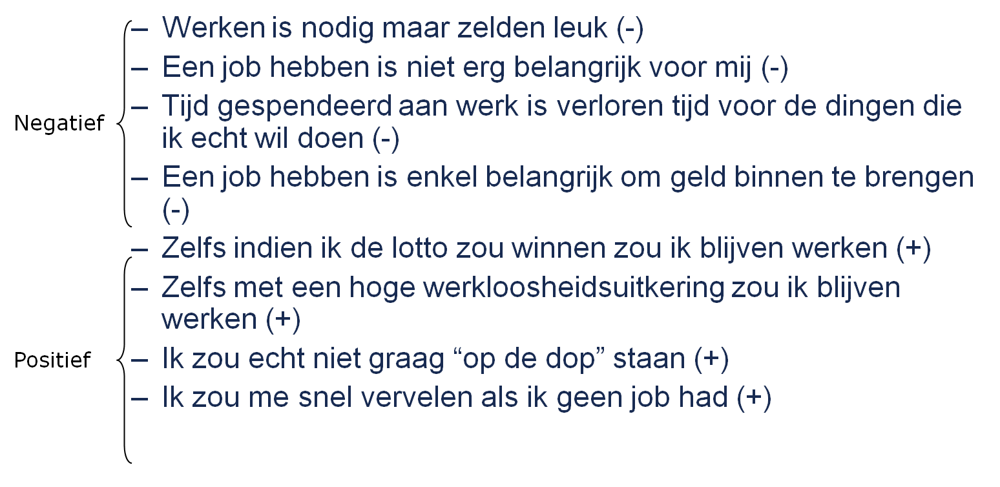 – Werken is nodig maar zelden leuk (-)
– Een job hebben is niet erg belangrijk voor mij (-)
Negatief
– Tijd gespendeerd aan werk is verloren tijd voor de dingen die
ik echt wil doen (-)
– Een job hebben is enkel belangrijk om geld binnen te brengen
(-)
– Zelfs indien ik de lotto zou winnen zou ik blijven werken (+)
– Zelfs met een hoge werkloosheidsuitkering zou ik blijven
werken (+)
Positief
– Ik zou echt niet graag “op de dop” staan (+)
– Ik zou me snel vervelen als ik geen job had (+)